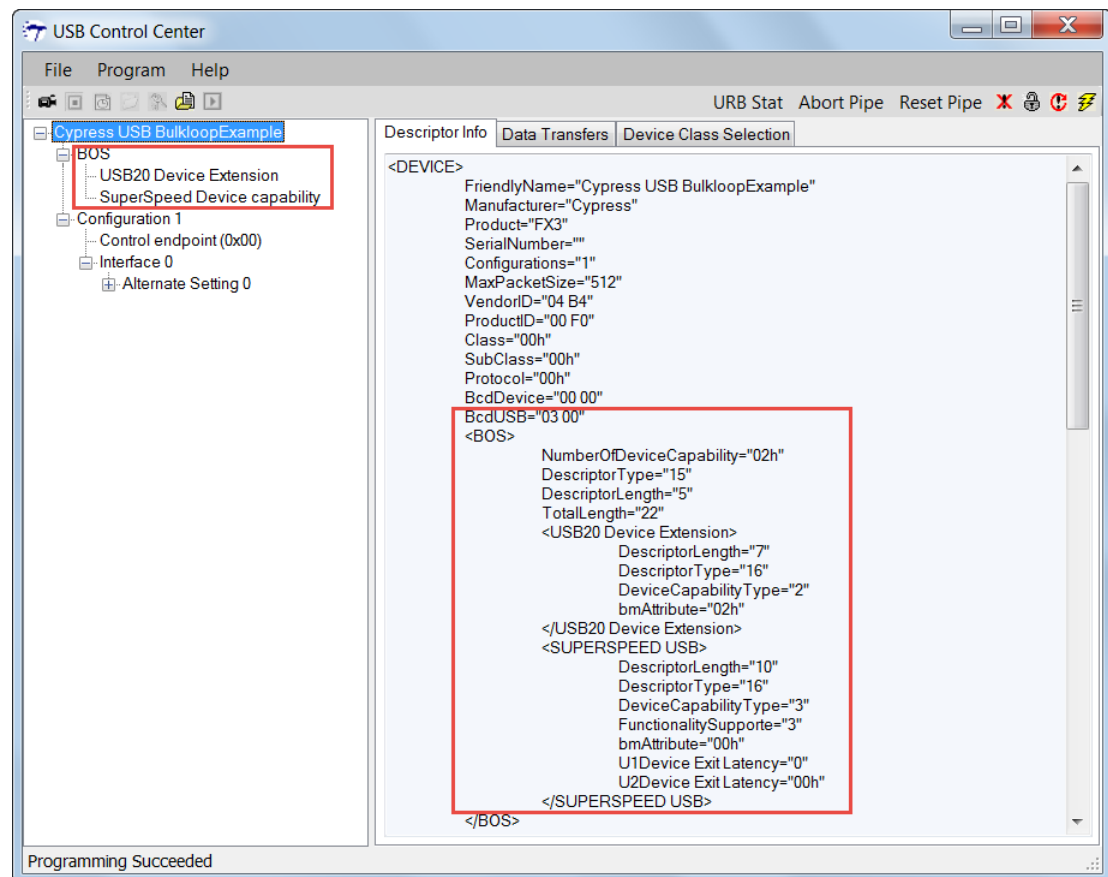 USB Control Center
File Program Help
URB Stat Abort Pipe Reset Pipe
Cypress USB BulkloopExample
BOS
USB20 Device Extension
SuperSpeed Device capability
Configuration 1
Control endpoint (0x00)
Interface 0
Alternate Setting 0
Descriptor Info Data Transfers Device Class Selection
<DEVICE>
FriendlyName="Cypress USB BulkloopExample"
Manufacturer="Cypress"
Product="FX3"
SerialNumber=""
Configurations="1"
MaxPacketSize="512"
VendorID="04 B4"
ProductID="00 F0"
Class="00h"
SubClass="00h"
Protocol="00h"
BcdDevice="00 00"
BcdUSB="03 00"
<BOS>
NumberOfDeviceCapability="02h"
DescriptorType="15"
DescriptorLength="5"
TotalLength="22"
<USB20 Device Extension>
DescriptorLength="7"
DescriptorType="16"
DeviceCapabilityType="2"
bmAttribute="02h"
</USB20 Device Extension>
<SUPERSPEED USB>
DescriptorLength="10"
DescriptorType="16"
DeviceCapabilityType="3"
FunctionalitySupporte="3"
bmAttribute="00h"
U1Device Exit Latency="0"
U2Device Exit Latency="00h"
</SUPERSPEED USB>
</BOS>
Programming Succeeded